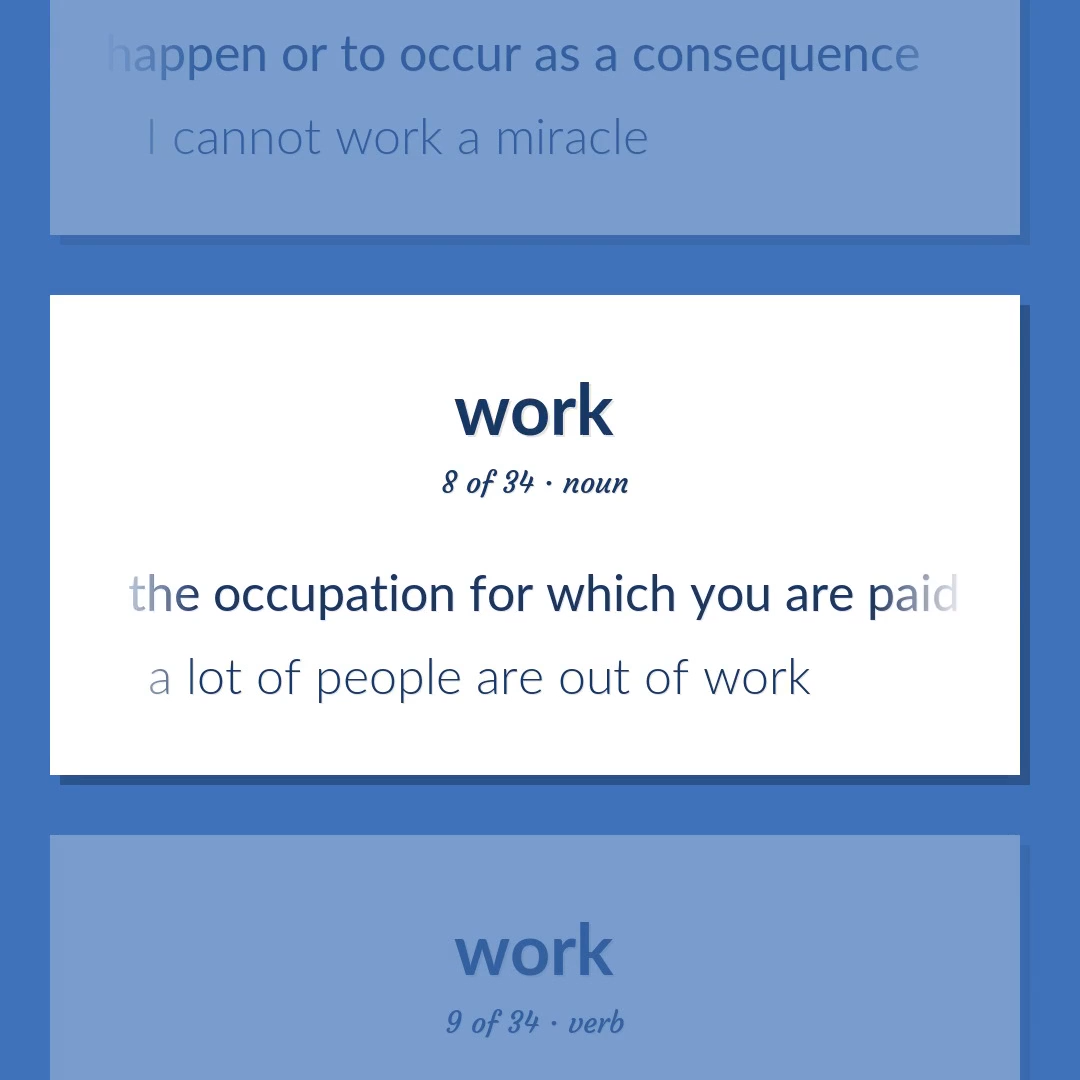 happen or to occur as a consequence
I cannot work a miracle
work
8 of 34 · noun
the occupation for which you are paid
a lot of people are out of work
work
9 of 34 · verb